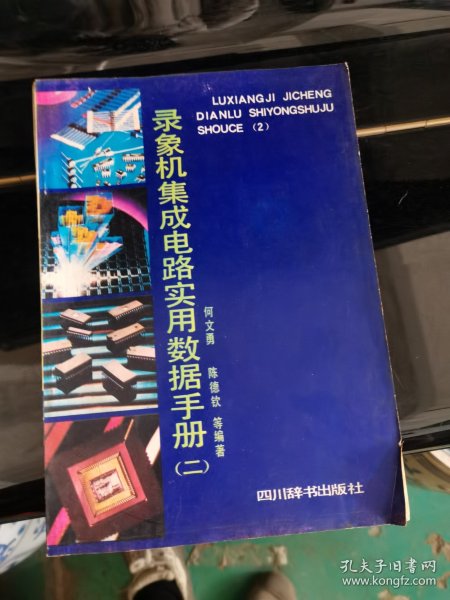 LUXIANGJI JICHENG
DIANLU SHIYONGSHUJU
SHOUCE (2)
录象机集成电路实用数据手册(二)
何文勇 陈德钦 等编著
四川辞书出版社
孔夫子旧书网
www.kongfz.com